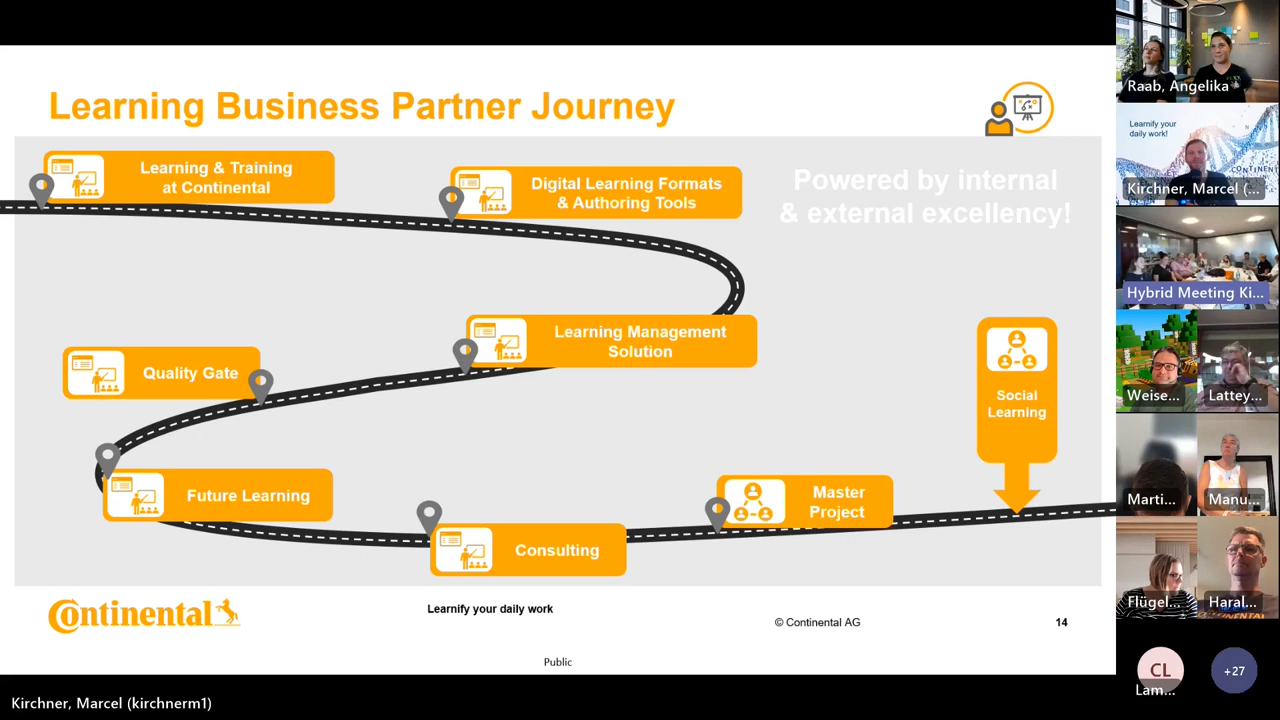 Learning Business Partner Journey
Learning & Training
at Continental
Digital Learning Formats
& Authoring Tools
Powered by internal
& external excellency!
Learning Management
Solution
Quality Gate
Social
Learning
Future Learning
Master
Project
Consulting
Continental
Learnify your daily work
© Continental AG
14
Public
Kirchner, Marcel (kirchnerm1)
Raab, Angelika
Learnify your
daily work!
Kirchner, Marcel (...
Hybrid Meeting Ki...
Weise...
Lattey...
Marti...
Manu...
Flügel...
Haral...
CL
Lam...
+27